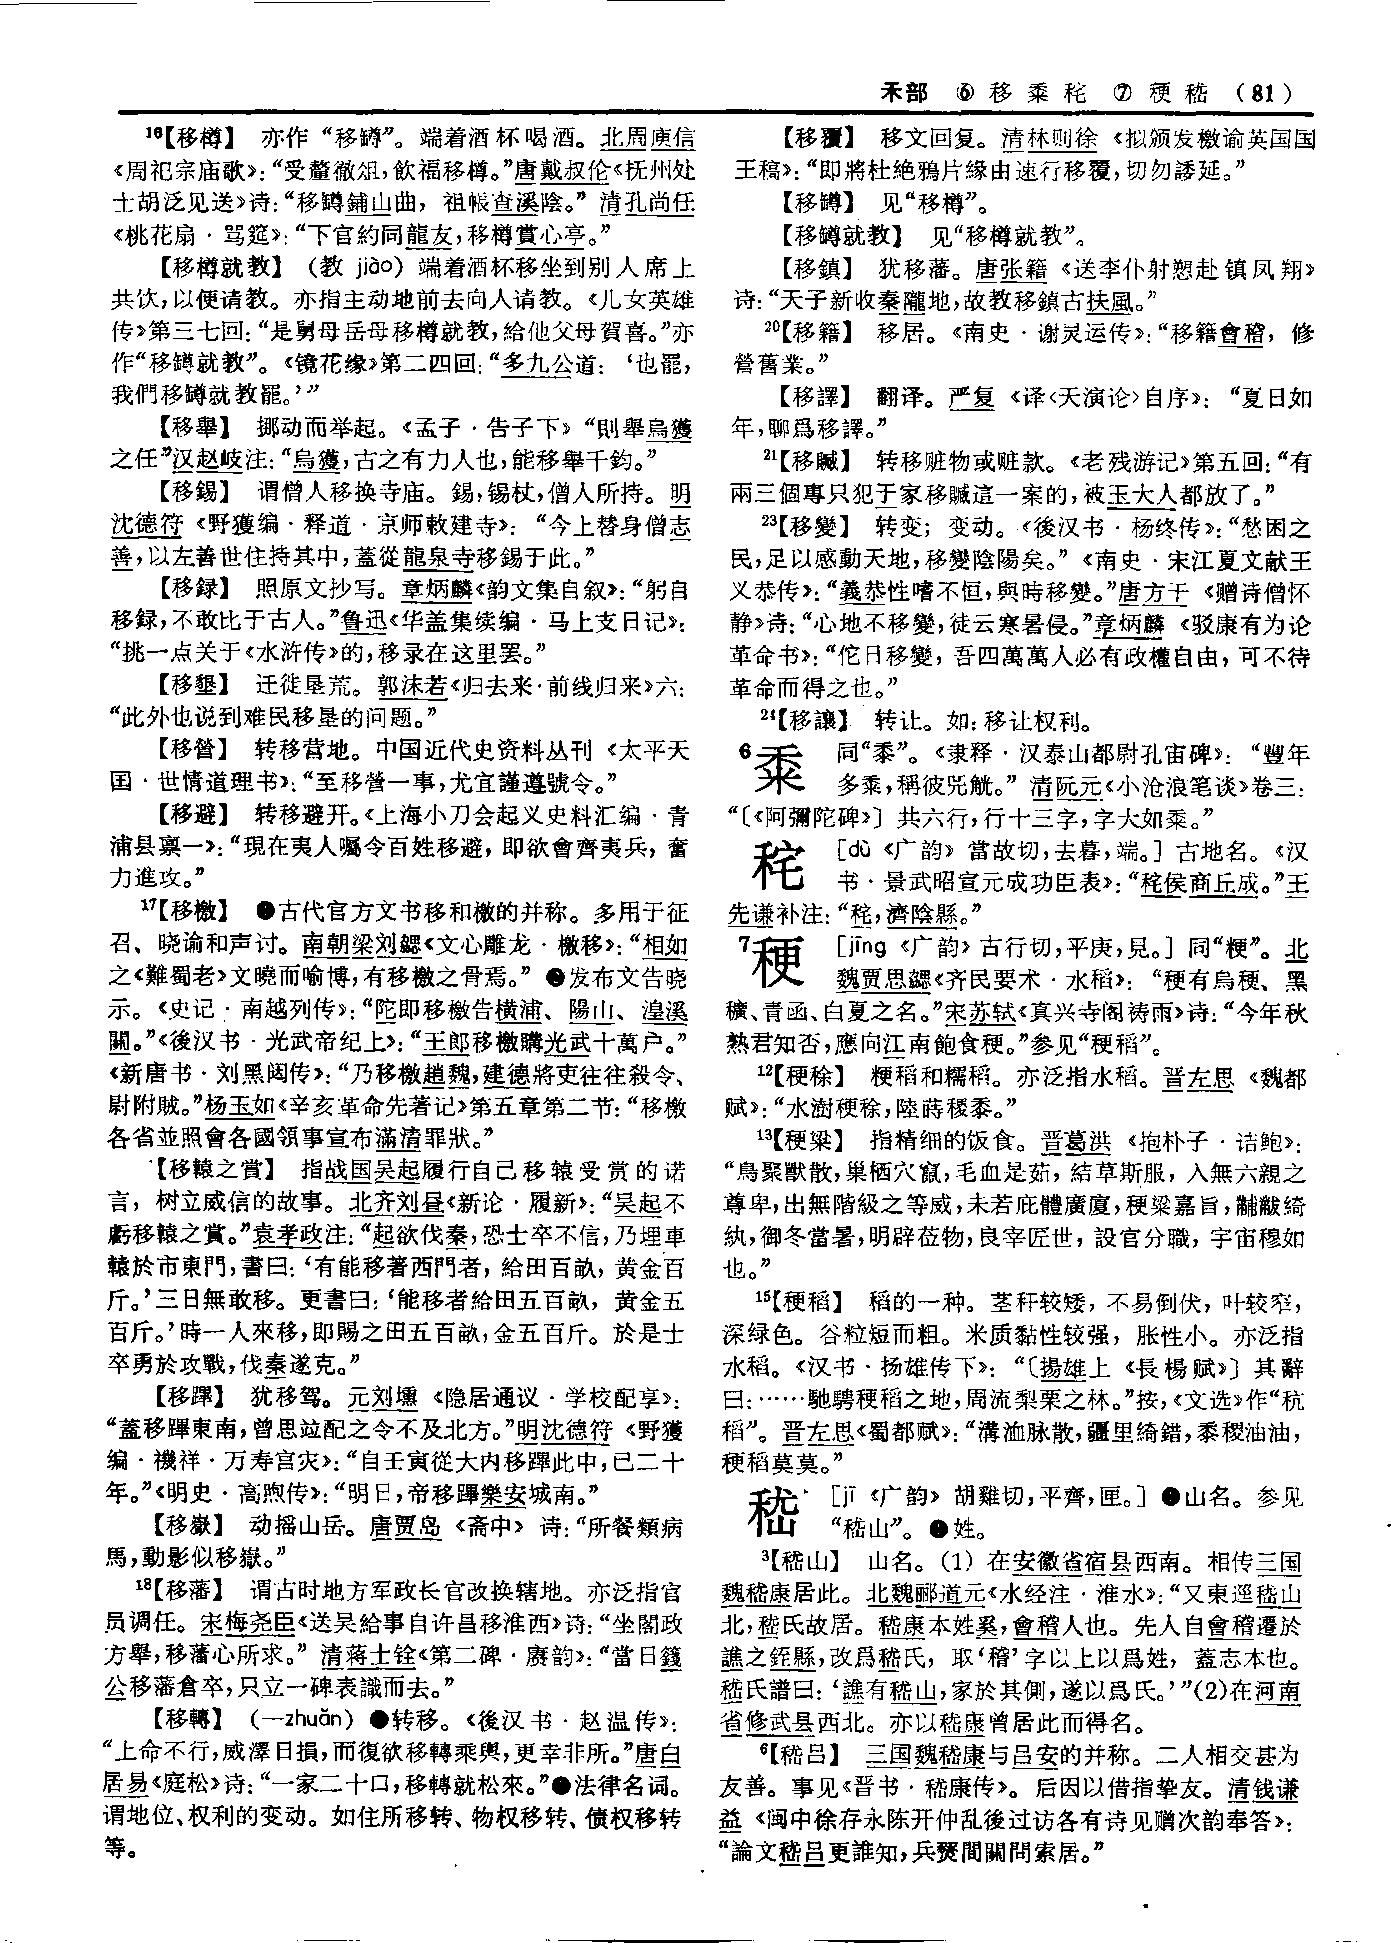 禾部 ⑥移䅆秺 ⑦稉嵇 (81)
16【移樽】 亦作“移罇”。端着酒杯喝酒。北周庾信
《周祀宗庙歌》：“受釐徹俎，飲福移樽。”唐戴叔伦《抚州处
士胡泛见送》诗：“移罇鋪山曲，祖帳查溪陰。”清孔尚任
《桃花扇·骂筵》：“下官約同龍友，移樽賞心亭。”
【移樽就教】 （教 jiào）端着酒杯移坐到别人席上
共饮，以便请教。亦指主动地前去向人请教。《儿女英雄
传》第三七回：“是舅母岳母移樽就教，給他父母賀喜。”亦
作“移罇就教”。《镜花缘》第二四回：“多九公道：‘也罷，
我們移罇就教罷。’”
【移舉】 挪动而举起。《孟子·告子下》“則舉烏獲
之任”汉赵岐注：“烏獲，古之有力人也，能移舉千鈞。”
【移錫】 谓僧人移换寺庙。錫，锡杖，僧人所持。明
沈德符《野獲编·释道·京师敕建寺》：“今上替身僧志
善，以左善世住持其中，蓋從龍泉寺移錫于此。”
【移録】 照原文抄写。章炳麟《韵文集自叙》：“躬自
移録，不敢比于古人。”鲁迅《华盖集续编·马上支日记》：
“挑一点关于《水浒传》的，移录在这里罢。”
【移墾】 迁徙垦荒。郭沫若《归去来·前线归来》六：
“此外也说到难民移垦的问题。”
【移營】 转移营地。中国近代史资料丛刊《太平天
国·世情道理书》：“至移營一事，尤宜謹遵號令。”
【移避】 转移避开。《上海小刀会起义史料汇编·青
浦县禀一》：“現在夷人囑令百姓移避，即欲會齊夷兵，奮
力進攻。”
17【移檄】 ❶古代官方文书移和檄的并称。多用于征
召、晓谕和声讨。南朝梁刘勰《文心雕龙·檄移》：“相如
之《難蜀老》文曉而喻博，有移檄之骨焉。”❷发布文告晓
示。《史记·南越列传》：“陀即移檄告横浦、陽山、湟溪
關。”《後汉书·光武帝纪上》：“王郎移檄購光武十萬户。”
《新唐书·刘黑闼传》：“乃移檄趙魏，建德將吏往往殺令、
尉附賊。”杨玉如《辛亥革命先著记》第五章第二节：“移檄
各省並照會各國領事宣布滿清罪狀。”
【移轅之賞】 指战国吴起履行自己移辕受赏的诺
言，树立威信的故事。北齐刘昼《新论·履新》：“吴起不
虧移轅之賞。”袁孝政注：“起欲伐秦，恐士卒不信，乃埋車
轅於市東門，書曰：‘有能移著西門者，給田百畝，黄金百
斤。’三日無敢移。更書曰：‘能移者給田五百畝，黄金五
百斤。’時一人來移，即賜之田五百畝，金五百斤。於是士
卒勇於攻戰，伐秦遂克。”
【移蹕】 犹移驾。元刘壎《隐居通议·学校配享》：
“蓋移蹕東南，曾思竝配之令不及北方。”明沈德符《野獲
编·禨祥·万寿宫灾》：“自壬寅從大内移蹕此中，已二十
年。”《明史·高煦传》：“明日，帝移蹕樂安城南。”
【移嶽】 动摇山岳。唐贾岛《斋中》诗：“所餐類病
馬，動影似移嶽。”
18【移藩】 谓古时地方军政长官改换辖地。亦泛指官
员调任。宋梅尧臣《送吴給事自许昌移淮西》诗：“坐閣政
方舉，移藩心所求。”清蒋士铨《第二碑·赓韵》：“當日籛
公移藩倉卒，只立一碑表識而去。”
【移轉】 （—zhuǎn）❶转移。《後汉书·赵温传》：
“上命不行，威澤日損，而復欲移轉乘輿，更幸非所。”唐白
居易《庭松》诗：“一家二十口，移轉就松來。”❷法律名词。
谓地位、权利的变动。如住所移转、物权移转、债权移转
等。
【移覆】 移文回复。清林则徐《拟颁发檄谕英国国
王稿》：“即將杜絶鴉片緣由速行移覆，切勿諉延。”
【移罇】 见“移樽”。
【移罇就教】 见“移樽就教”。
【移鎮】 犹移藩。唐张籍《送李仆射愬赴镇凤翔》
诗：“天子新收秦隴地，故教移鎮古扶風。”
20【移籍】 移居。《南史·谢灵运传》：“移籍會稽，修
營舊業。”
【移譯】 翻译。严复《译〈天演论〉自序》：“夏日如
年，聊爲移譯。”
21【移贜】 转移赃物或赃款。《老残游记》第五回：“有
兩三個專只犯于家移贜這一案的，被玉大人都放了。”
23【移變】 转变；变动。《後汉书·杨终传》：“愁困之
民，足以感動天地，移變陰陽矣。”《南史·宋江夏文献王
义恭传》：“義恭性嗜不恒，與時移變。”唐方干《赠诗僧怀
静》诗：“心地不移變，徒云寒暑侵。”章炳麟《驳康有为论
革命书》：“佗日移變，吾四萬萬人必有政權自由，可不待
革命而得之也。”
24【移讓】 转让。如：移让权利。
6䅆 同“黍”。《隶释·汉泰山都尉孔宙碑》：“豐年
多䅆，稱彼兕觥。”清阮元《小沧浪笔谈》卷三：
“〔《阿彌陀碑》〕共六行，行十三字，字大如䅆。”
秺 [dù《广韵》當故切，去暮，端。]古地名。《汉
书·景武昭宣元成功臣表》：“秺侯商丘成。”王
先谦补注：“秺，濟陰縣。”
7稉 [jīng《广韵》古行切，平庚，見。]同“粳”。北
魏贾思勰《齐民要术·水稻》：“稉有烏稉、黑
穬、青函、白夏之名。”宋苏轼《真兴寺阁祷雨》诗：“今年秋
熟君知否，應向江南飽食稉。”参见“稉稻”。
12【稉稌】 粳稻和糯稻。亦泛指水稻。晋左思《魏都
赋》：“水澍稉稌，陸蒔稷黍。”
13【稉粱】 指精细的饭食。晋葛洪《抱朴子·诘鲍》：
“鳥聚獸散，巢栖穴竄，毛血是茹，結草斯服，入無六親之
尊卑，出無階級之等威，未若庇體廣廈，稉粱嘉旨，黼黻綺
紈，御冬當暑，明辟莅物，良宰匠世，設官分職，宇宙穆如
也。”
15【稉稻】 稻的一种。茎秆较矮，不易倒伏，叶较窄，
深绿色。谷粒短而粗。米质黏性较强，胀性小。亦泛指
水稻。《汉书·扬雄传下》：“〔揚雄上《長楊赋》〕其辭
曰：……馳騁稉稻之地，周流梨栗之林。”按，《文选》作“秔
稻”。晋左思《蜀都赋》：“溝洫脉散，疆里绮錯，黍稷油油，
稉稻莫莫。”
嵇 [jī《广韵》胡雞切，平齊，匣。]❶山名。参见
“嵇山”。❷姓。
3【嵇山】 山名。(1) 在安徽省宿县西南。相传三国
魏嵇康居此。北魏郦道元《水经注·淮水》：“又東逕嵇山
北，嵇氏故居。嵇康本姓奚，會稽人也。先人自會稽遷於
譙之銍縣，改爲嵇氏，取‘稽’字以上以爲姓，蓋志本也。
嵇氏譜曰：‘譙有嵇山，家於其側，遂以爲氏。’”(2)在河南
省修武县西北。亦以嵇康曾居此而得名。
6【嵇吕】 三国魏嵇康与吕安的并称。二人相交甚为
友善。事见《晋书·嵇康传》。后因以借指挚友。清钱谦
益《闽中徐存永陈开仲乱後过访各有诗见赠次韵奉答》：
“論文嵇吕更誰知，兵燹間關問索居。”